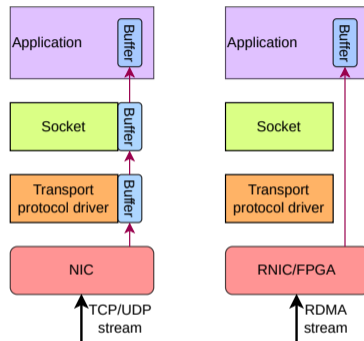 Application
Buffer
Socket
Buffer
Transport
protocol driver
Buffer
NIC
TCP/UDP
stream
Application
Buffer
Socket
Transport
protocol driver
RNIC/FPGA
RDMA
stream